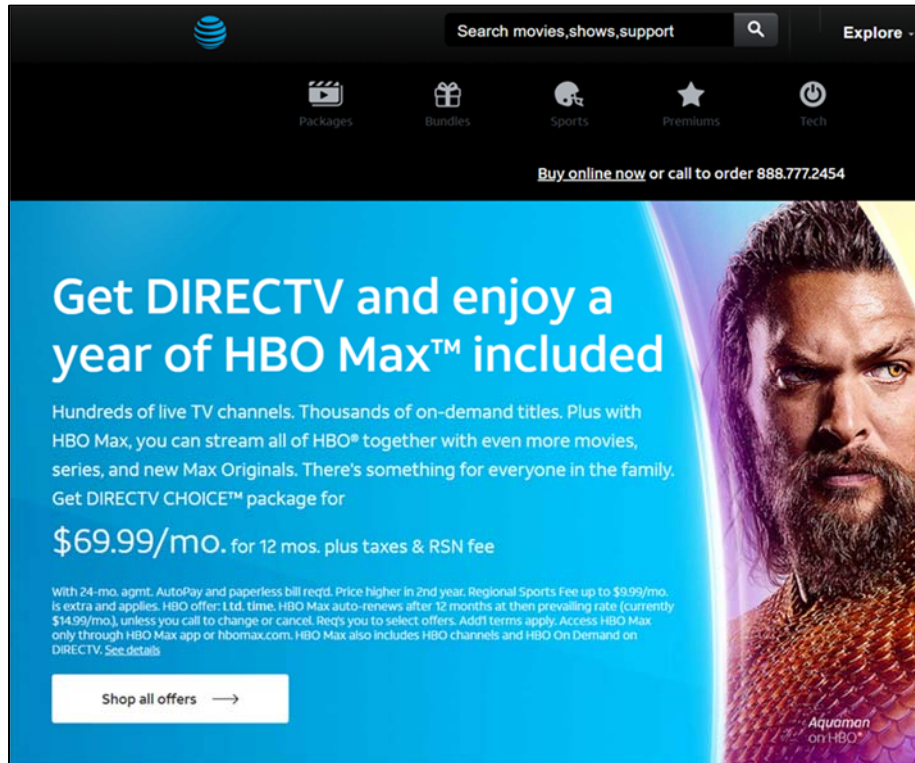 Search movies,shows,support
Explore
Packages
Bundles
Sports
Premiums
Tech
Buy online now or call to order 888.777.2454
Get DIRECTV and enjoy a
year of HBO Max™ included
Hundreds of live TV channels. Thousands of on-demand titles. Plus with
HBO Max, you can stream all of HBO® together with even more movies,
series, and new Max Originals. There's something for everyone in the family.
Get DIRECTV CHOICE™ package for
$69.99/mo. for 12 mos. plus taxes & RSN fee
With 24-mo. agmt. AutoPay and paperless bill req'd. Price higher in 2nd year. Regional Sports Fee up to $9.99/mo.
is extra and applies. HBO offer: Ltd. time. HBO Max auto-renews after 12 months at then prevailing rate (currently
$14.99/mo.), unless you call to change or cancel. Req's you to select offers. Add'l terms apply. Access HBO Max
only through HBO Max app or hbomax.com. HBO Max also includes HBO channels and HBO On Demand on
DIRECTV. See details
Shop all offers
Aquaman
on HBO®